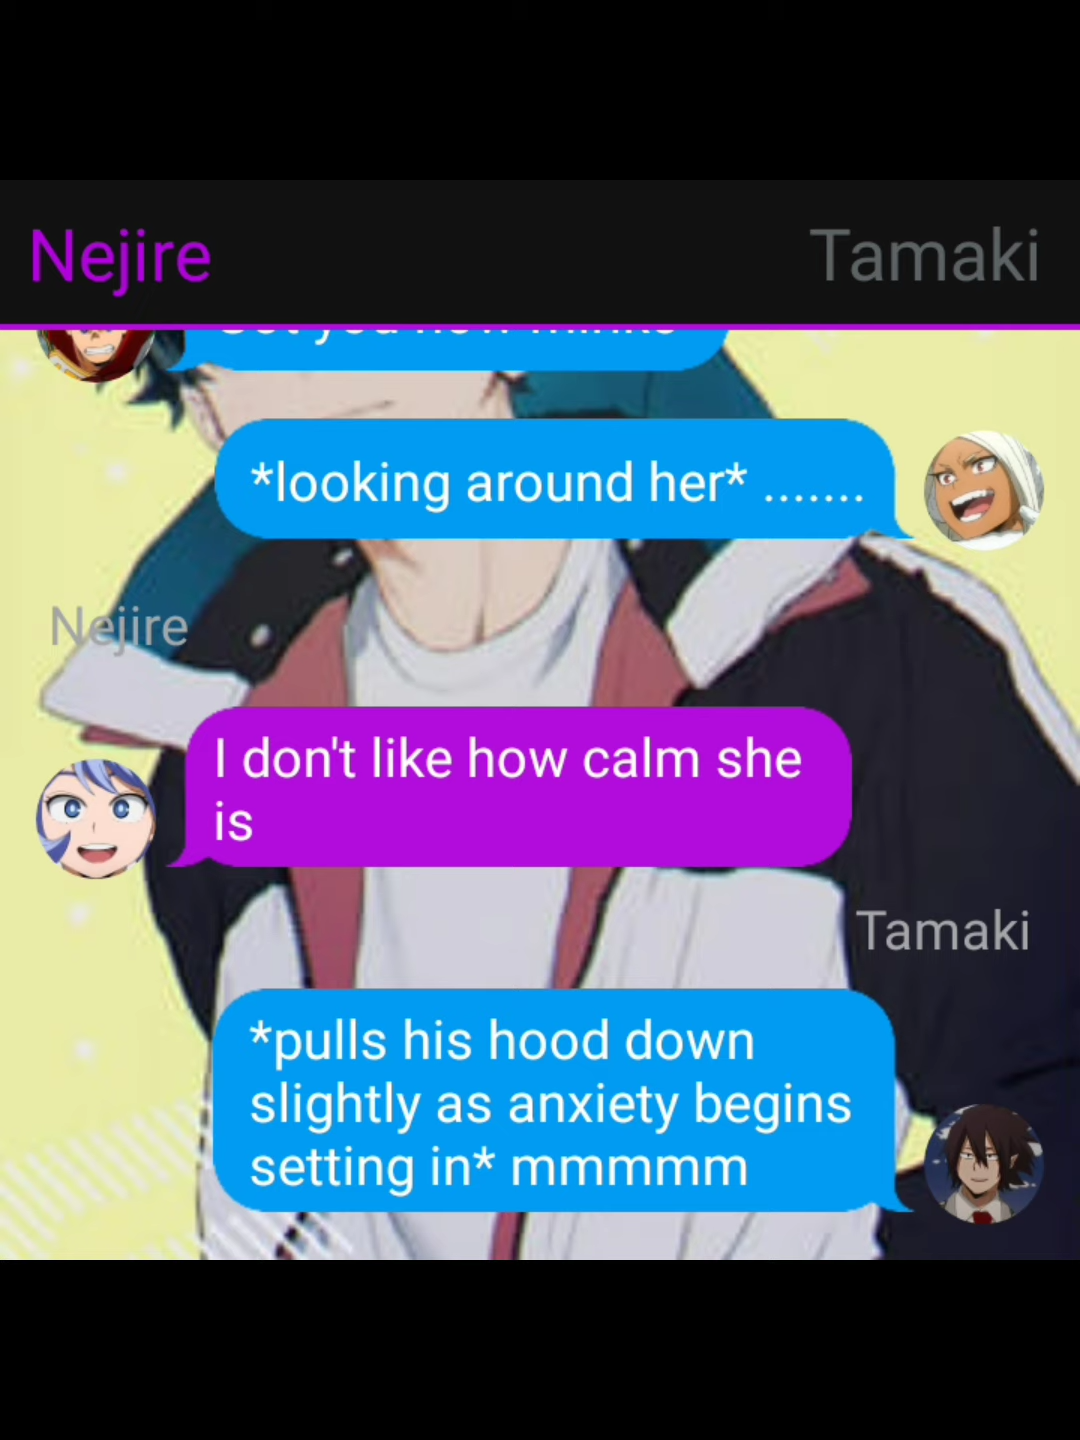 Nejire
Tamaki
*looking around her* .......
Nejire
I don't like how calm she
is
Tamaki
*pulls his hood down
slightly as anxiety begins
setting in* mmmmm